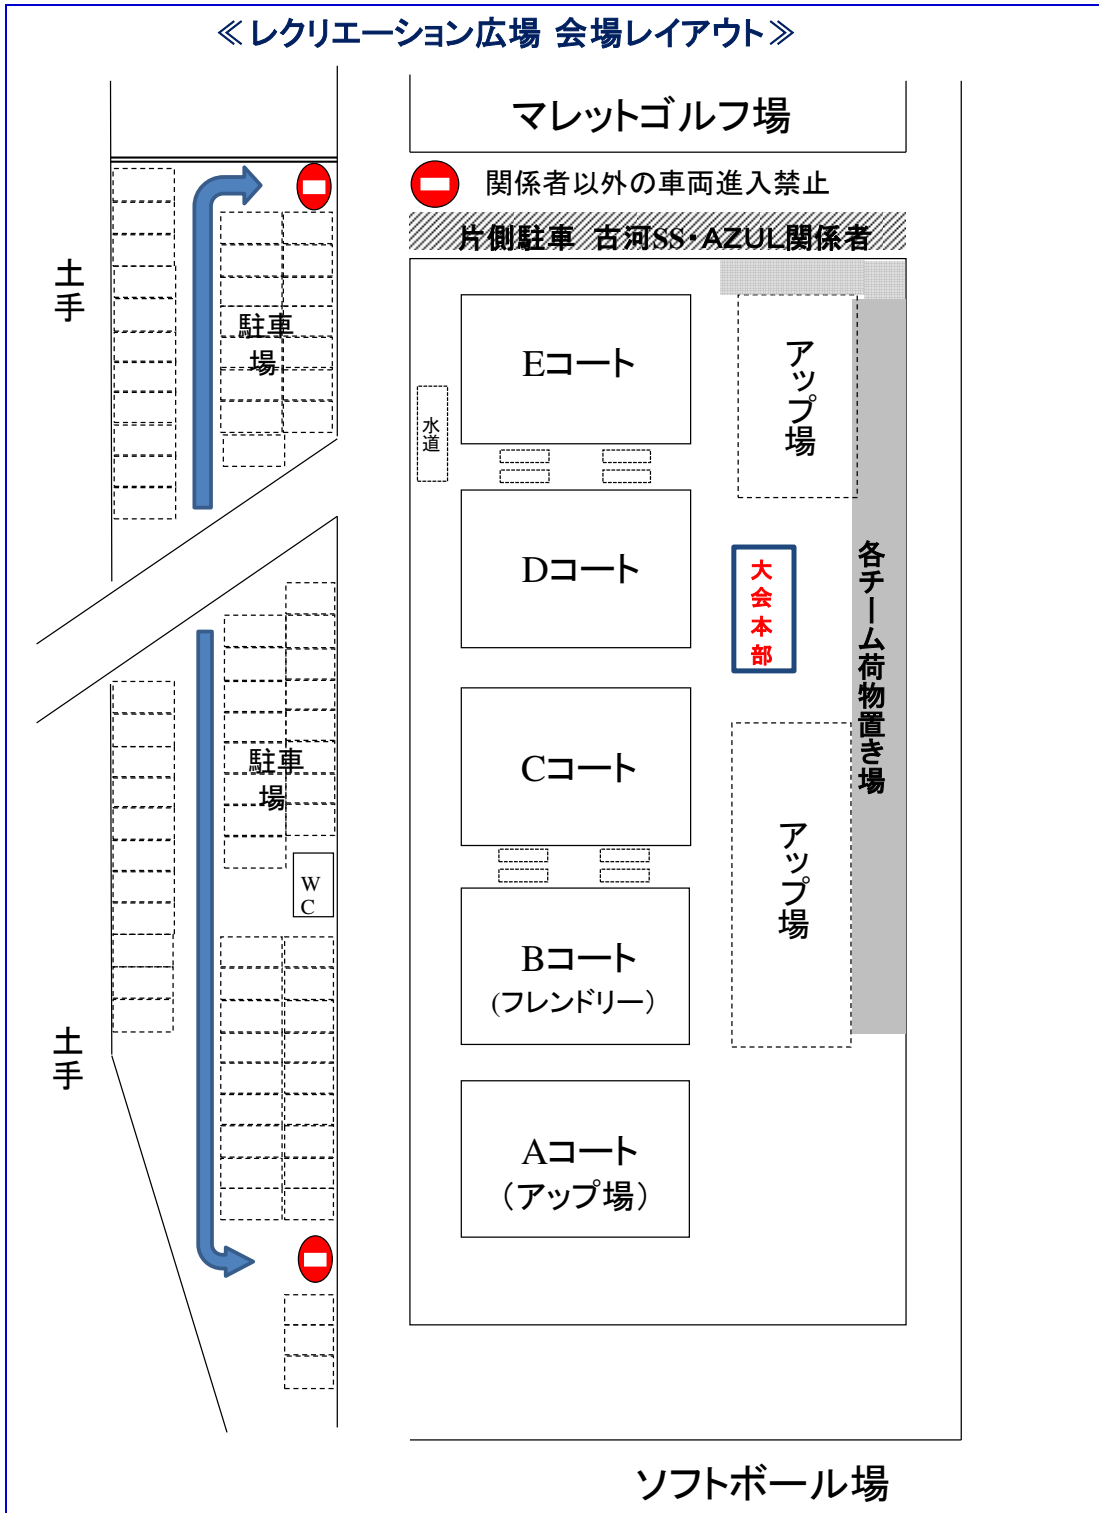 ≪レクリエーション広場 会場レイアウト≫
マレットゴルフ場
関係者以外の車両進入禁止
片側駐車 古河SS・AZUL関係者
土手
駐車場
Eコート
アップ場
水道
Dコート
大会本部
各チーム荷物置き場
駐車場
Cコート
アップ場
WC
Bコート
(フレンドリー)
土手
Aコート
(アップ場)
ソフトボール場